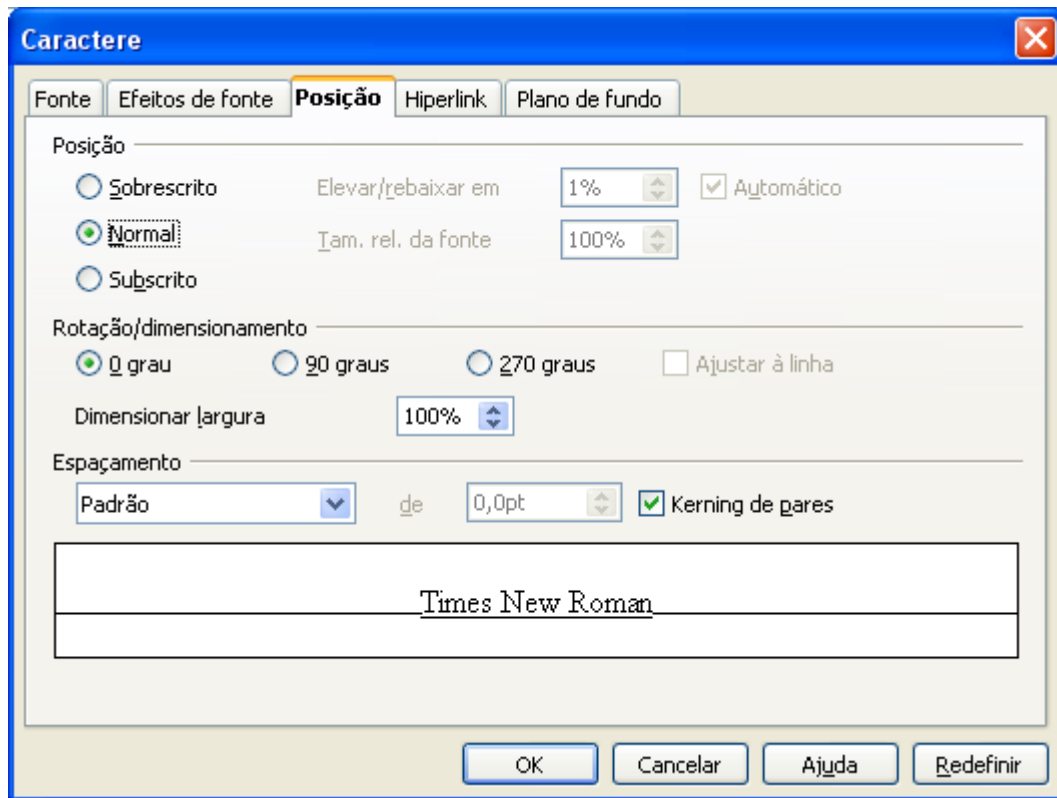 Caractere
Fonte Efeitos de fonte Posição Hiperlink Plano de fundo
Posição
Sobrescrito Elevar/rebaixar em 1% Automático
Normal Tam. rel. da fonte 100%
Subscrito
Rotação/dimensionamento
0 grau 90 graus 270 graus Ajustar à linha
Dimensionar largura 100%
Espaçamento
Padrão de 0,0pt Kerning de pares
Times New Roman
OK Cancelar Ajuda Redefinir